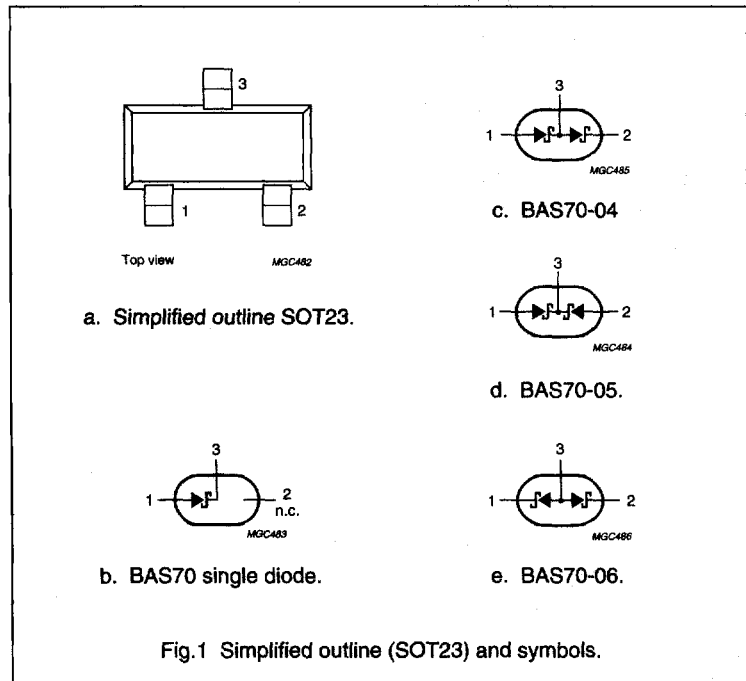 3
1
2
Top view
MGC482
a. Simplified outline SOT23.
3
1
2
n.c.
MGC483
b. BAS70 single diode.
3
1
2
MGC485
c. BAS70-04
3
1
2
MGC484
d. BAS70-05.
3
1
2
MGC486
e. BAS70-06.
Fig.1 Simplified outline (SOT23) and symbols.